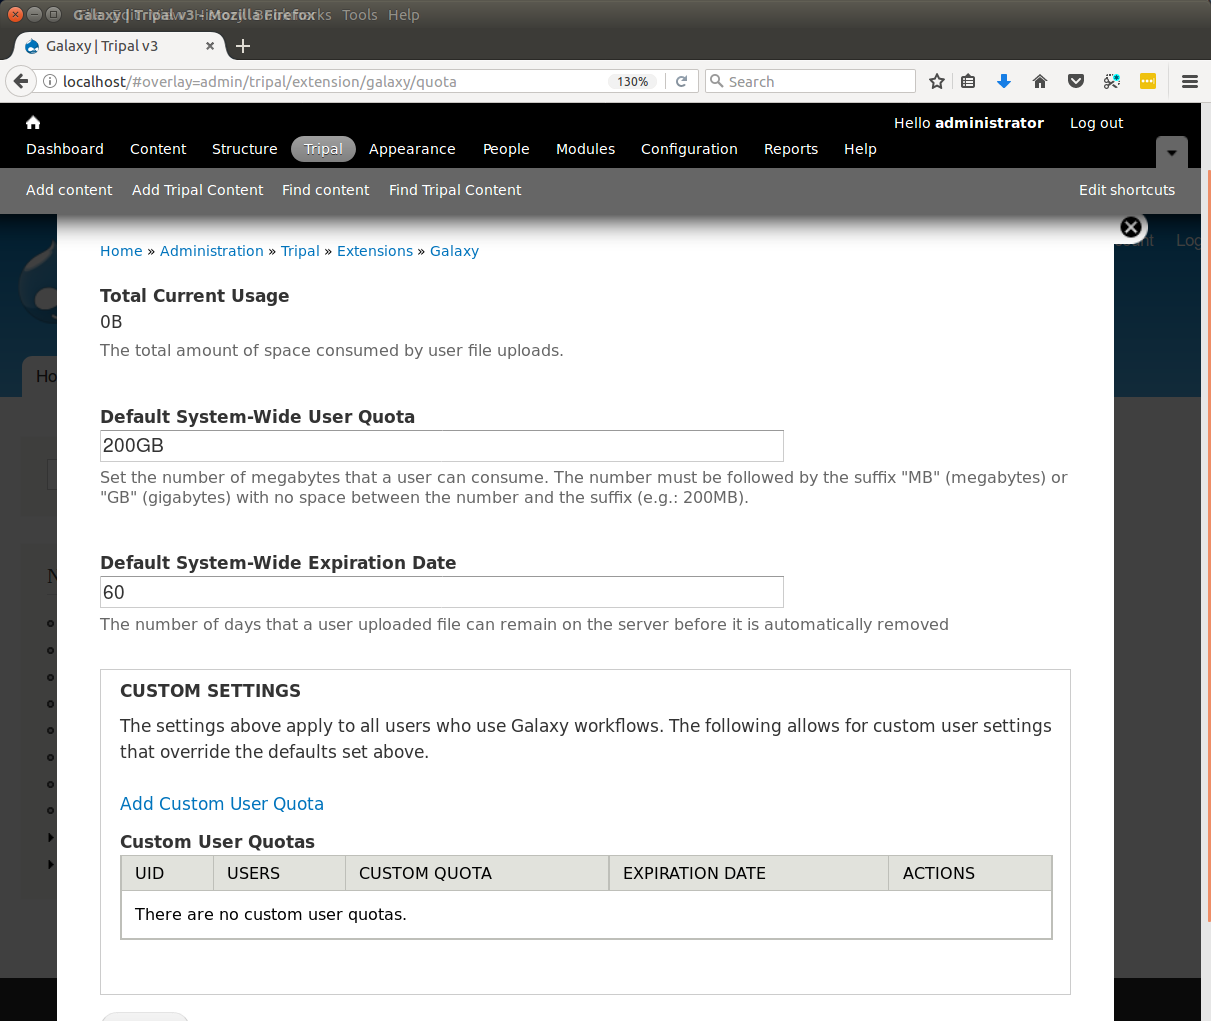 Galaxy | Tripal v3 - Mozilla Firefox
Tools Help
Galaxy | Tripal v3
localhost/#overlay=admin/tripal/extension/galaxy/quota
130%
Search
Hello administrator Log out
Dashboard Content Structure Tripal Appearance People Modules Configuration Reports Help
Add content Add Tripal Content Find content Find Tripal Content Edit shortcuts
Log
Home » Administration » Tripal » Extensions » Galaxy
Total Current Usage
0B
The total amount of space consumed by user file uploads.
Ho
Default System-Wide User Quota
200GB
Set the number of megabytes that a user can consume. The number must be followed by the suffix "MB" (megabytes) or
"GB" (gigabytes) with no space between the number and the suffix (e.g.: 200MB).
Default System-Wide Expiration Date
60
The number of days that a user uploaded file can remain on the server before it is automatically removed
CUSTOM SETTINGS
The settings above apply to all users who use Galaxy workflows. The following allows for custom user settings
that override the defaults set above.
Add Custom User Quota
Custom User Quotas
UID USERS CUSTOM QUOTA EXPIRATION DATE ACTIONS
There are no custom user quotas.